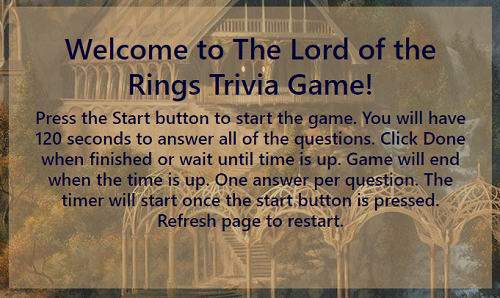 Welcome to The Lord of the
Rings Trivia Game!
Press the Start button to start the game. You will have
120 seconds to answer all of the questions. Click Done
when finished or wait until time is up. Game will end
when the time is up. One answer per question. The
timer will start once the start button is pressed.
Refresh page to restart.